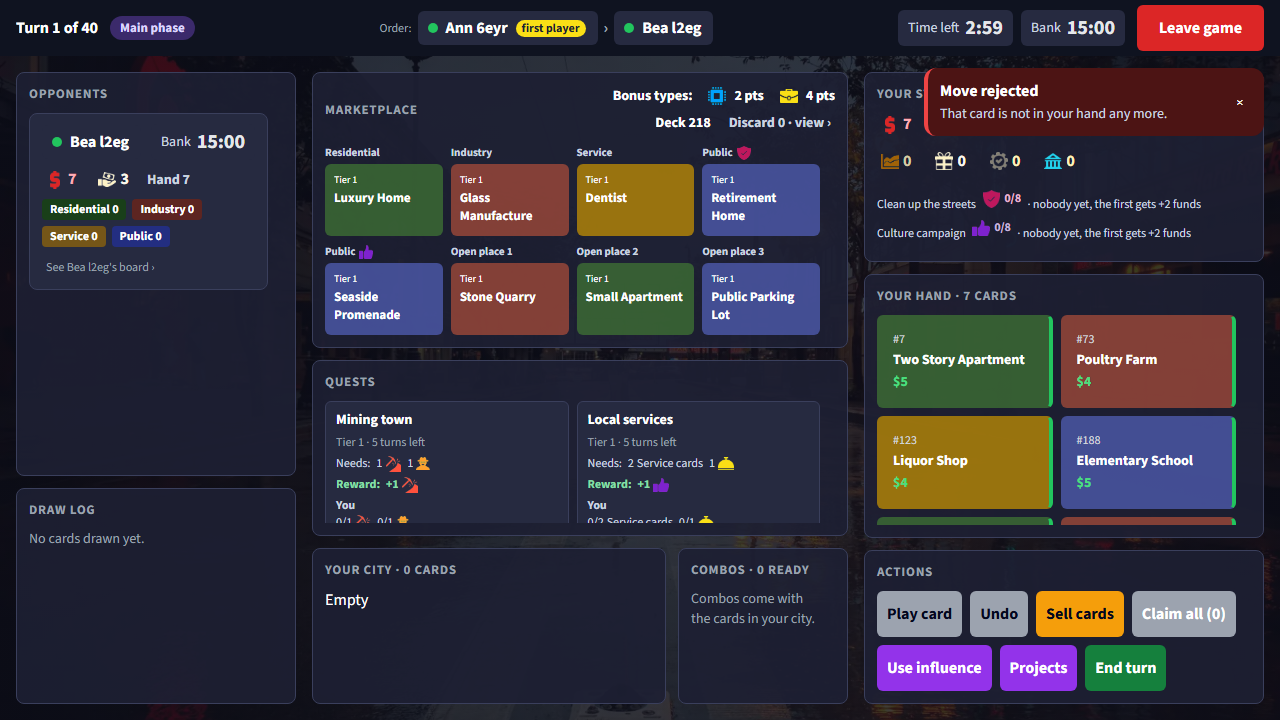 Turn 1 of 40
Main phase
Order:
Ann 6eyr
first player
›
Bea l2eg
Time left 2:59
Bank 15:00
Leave game
OPPONENTS
Bea l2eg
Bank 15:00
7
3
Hand 7
Residential 0
Industry 0
Service 0
Public 0
See Bea l2eg's board ›
DRAW LOG
No cards drawn yet.
MARKETPLACE
Bonus types: 2 pts 4 pts
Deck 218 Discard 0 · view ›
Residential
Tier 1
Luxury Home
Industry
Tier 1
Glass
Manufacture
Service
Tier 1
Dentist
Public
Tier 1
Retirement
Home
Public
Tier 1
Seaside
Promenade
Open place 1
Tier 1
Stone Quarry
Open place 2
Tier 1
Small Apartment
Open place 3
Tier 1
Public Parking
Lot
QUESTS
Mining town
Tier 1 · 5 turns left
Needs: 1 1
Reward: +1
You
0/1 0/1
Local services
Tier 1 · 5 turns left
Needs: 2 Service cards 1
Reward: +1
You
0/2 Service cards 0/1
YOUR CITY · 0 CARDS
Empty
COMBOS · 0 READY
Combos come with
the cards in your city.
YOUR S
Move rejected
That card is not in your hand any more.
×
7
0 0 0 0
Clean up the streets 0/8 · nobody yet, the first gets +2 funds
Culture campaign 0/8 · nobody yet, the first gets +2 funds
YOUR HAND · 7 CARDS
#7
Two Story Apartment
$5
#73
Poultry Farm
$4
#123
Liquor Shop
$4
#188
Elementary School
$5
ACTIONS
Play card
Undo
Sell cards
Claim all (0)
Use influence
Projects
End turn